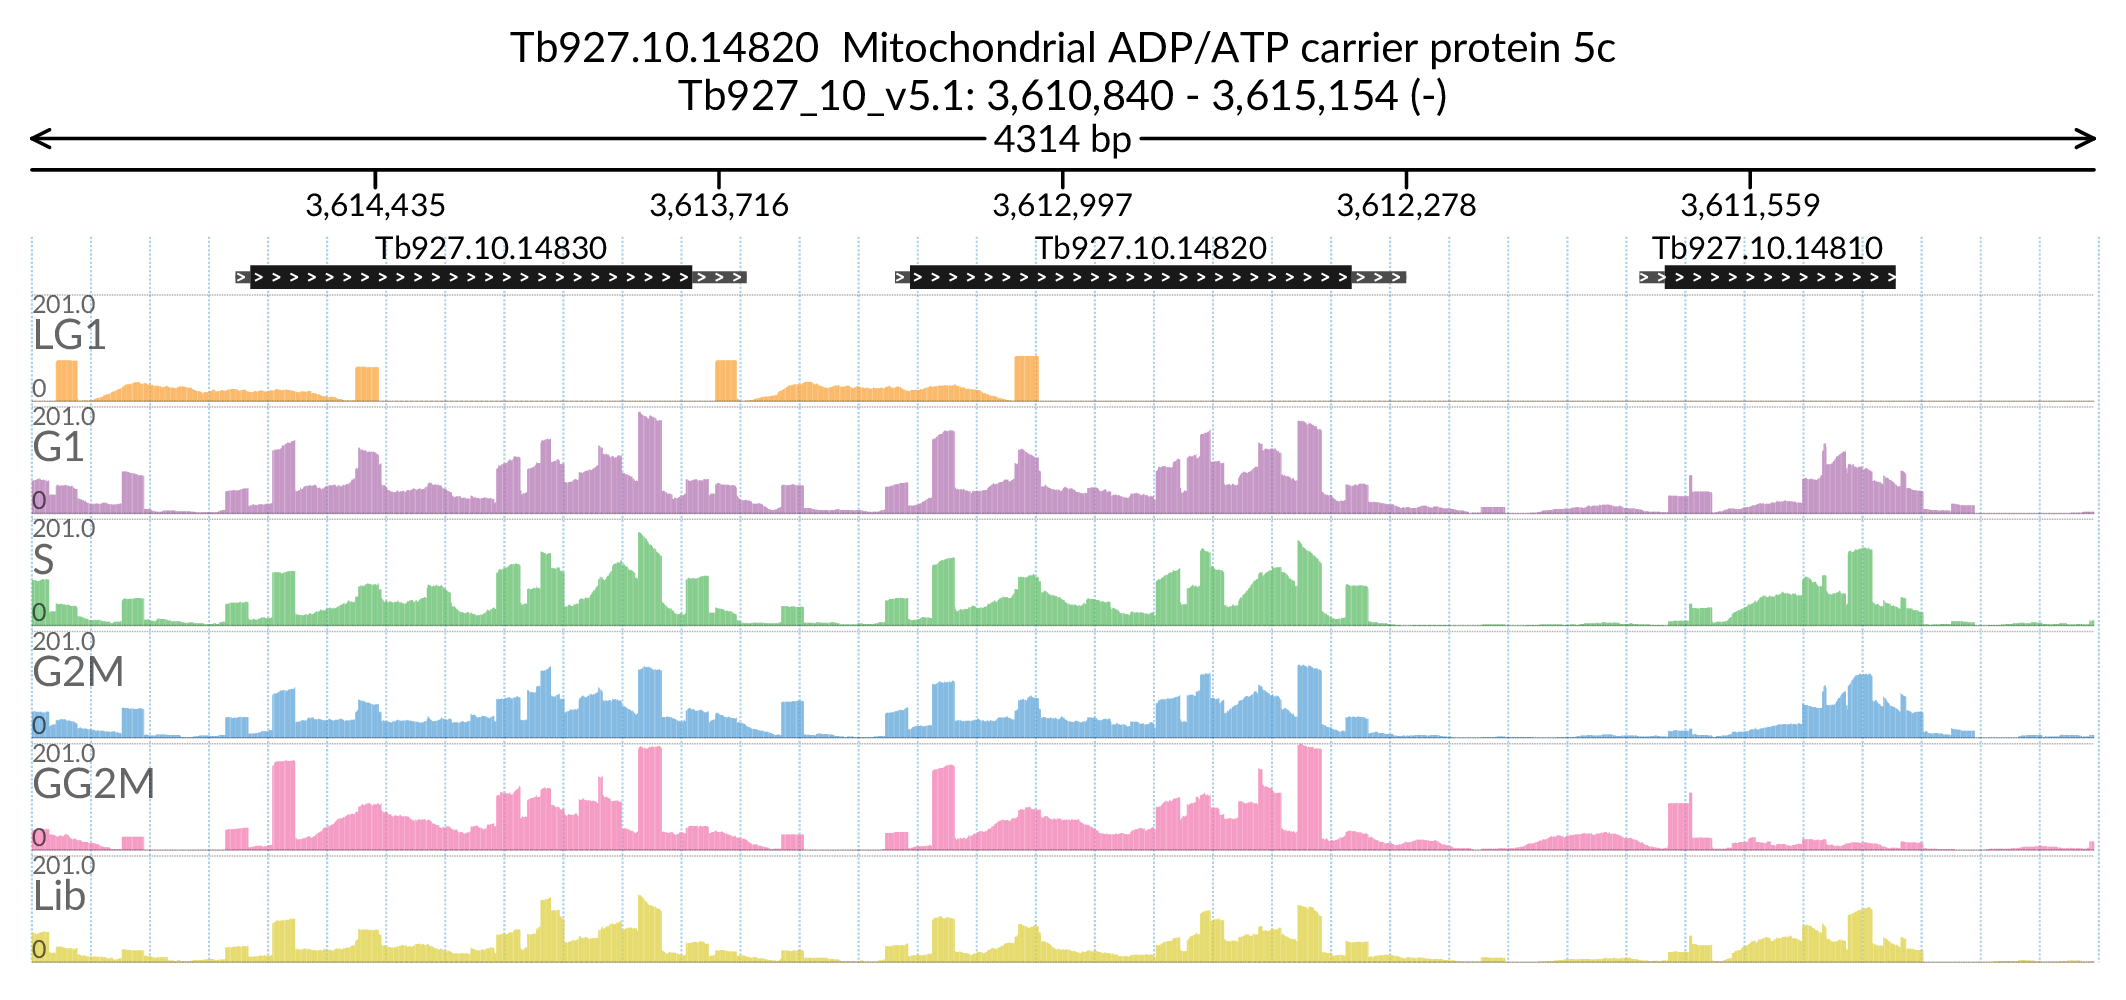 Tb927.10.14820 Mitochondrial ADP/ATP carrier protein 5c
Tb927_10_v5.1: 3,610,840 - 3,615,154 (-)
4314 bp
3,614,435 3,613,716 3,612,997 3,612,278 3,611,559
Tb927.10.14830 Tb927.10.14820 Tb927.10.14810
201.0
LG1
0
201.0
G1
0
201.0
S
0
201.0
G2M
0
201.0
GG2M
0
201.0
Lib
0